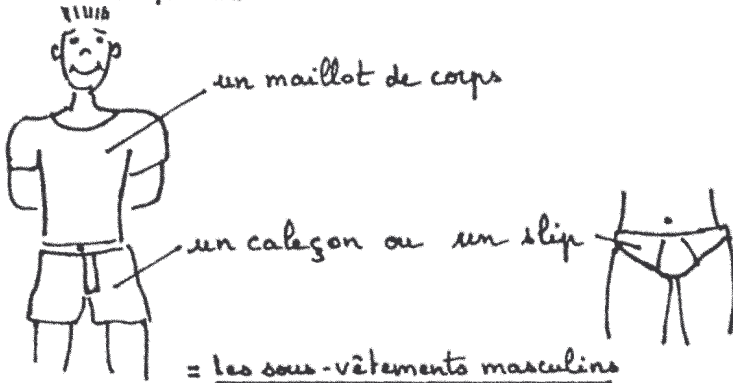 un maillot de corps
un caleçon ou un slip
= les sous-vêtements masculins